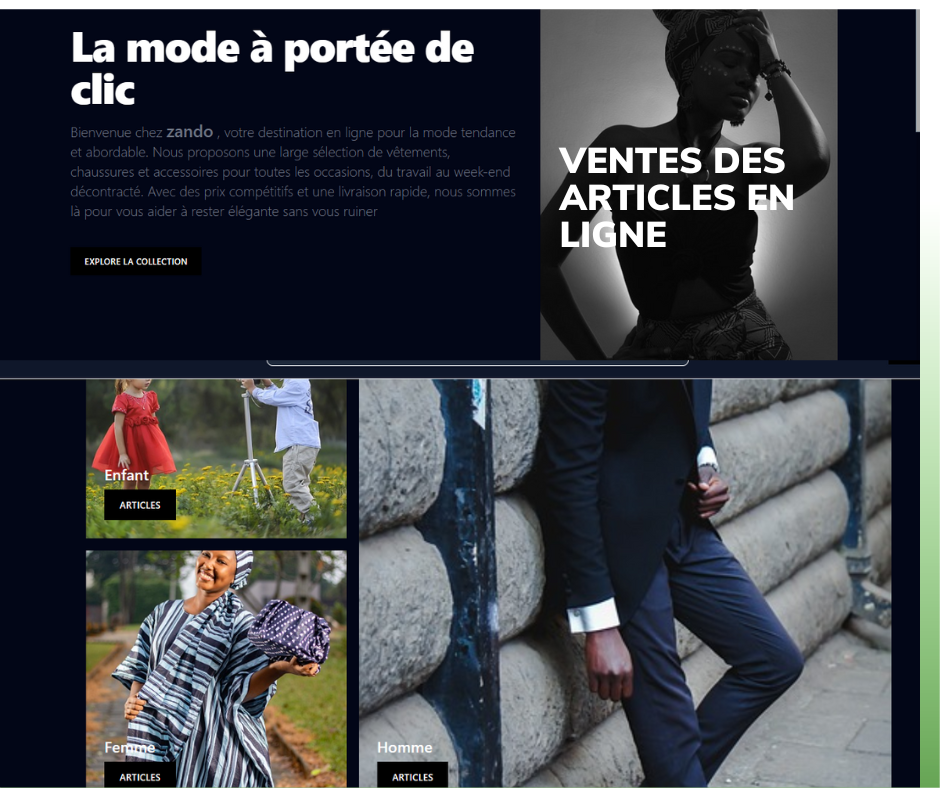 La mode à portée de
clic
Bienvenue chez zando , votre destination en ligne pour la mode tendance
et abordable. Nous proposons une large sélection de vêtements,
chaussures et accessoires pour toutes les occasions, du travail au week-end
décontracté. Avec des prix compétitifs et une livraison rapide, nous sommes
là pour vous aider à rester élégante sans vous ruiner
EXPLORE LA COLLECTION
VENTES DES
ARTICLES EN
LIGNE
Enfant
ARTICLES
Femme
ARTICLES
Homme
ARTICLES